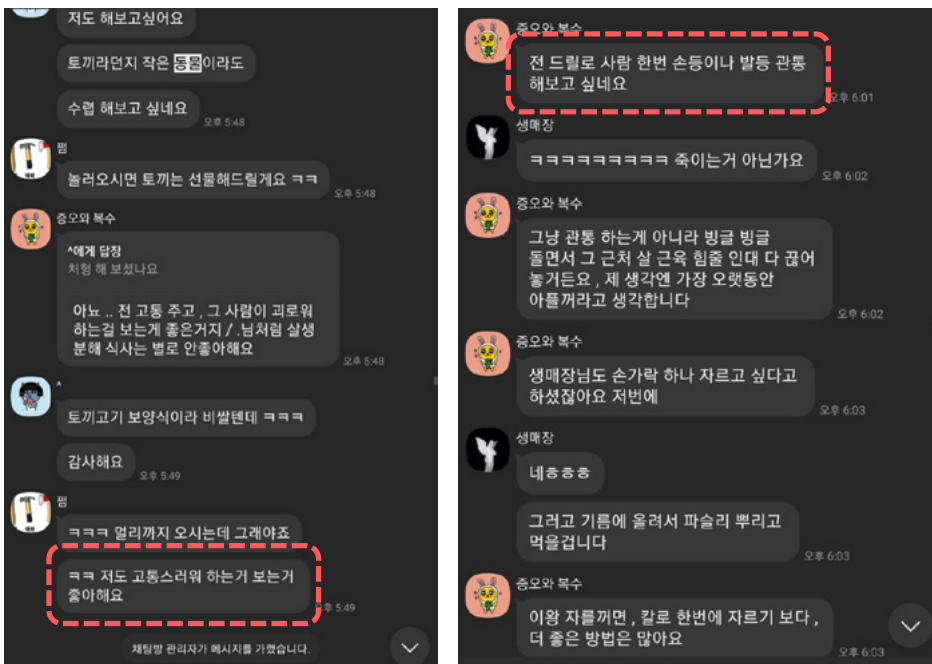 저도 해보고싶어요
토끼라던지 작은 동물이라도
수렵 해보고 싶네요
오후 5:48
쩜
놀러오시면 토끼는 선물해드릴게요 ㅋㅋ
오후 5:48
증오와 복수
^에게 답장
처형 해 보셨나요
아뇨 .. 전 고통 주고 , 그 사람이 괴로워
하는걸 보는게 좋은거지 / .님처럼 살생
분해 식사는 별로 안좋아해요
오후 5:48
^
토끼고기 보양식이라 비쌀텐데 ㅋㅋㅋ
감사해요
오후 5:49
쩜
ㅋㅋㅋ 멀리까지 오시는데 그래야죠
ㅋㅋ 저도 고통스러워 하는거 보는거
좋아해요
오후 5:49
채팅방 관리자가 메시지를 가렸습니다.
증오와 복수
전 드릴로 사람 한번 손등이나 발등 관통
해보고 싶네요
오후 6:01
생매장
ㅋㅋㅋㅋㅋㅋㅋㅋㅋ 죽이는거 아닌가요
오후 6:02
증오와 복수
그냥 관통 하는게 아니라 빙글 빙글
돌면서 그 근처 살 근육 힘줄 인대 다 끊어
놓거든요 , 제 생각엔 가장 오랫동안
아플꺼라고 생각합니다
오후 6:02
증오와 복수
생매장님도 손가락 하나 자르고 싶다고
하셨잖아요 저번에
오후 6:03
생매장
네ㅎㅎㅎ
그러고 기름에 올려서 파슬리 뿌리고
먹을겁니다
오후 6:03
증오와 복수
이왕 자를꺼면 , 칼로 한번에 자르기 보다 ,
더 좋은 방법은 많아요
오후 6:03